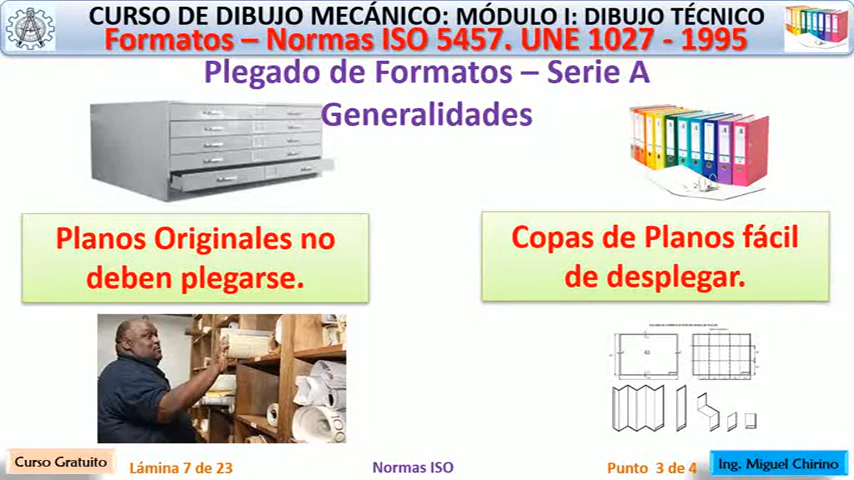 CURSO DE DIBUJO MECÁNICO: MÓDULO I: DIBUJO TÉCNICO
Formatos – Normas ISO 5457. UNE 1027 - 1995
Plegado de Formatos – Serie A
Generalidades
Planos Originales no
deben plegarse.
Copas de Planos fácil
de desplegar.
Curso Gratuito
Lámina 7 de 23
Normas ISO
Punto 3 de 4
Ing. Miguel Chirino